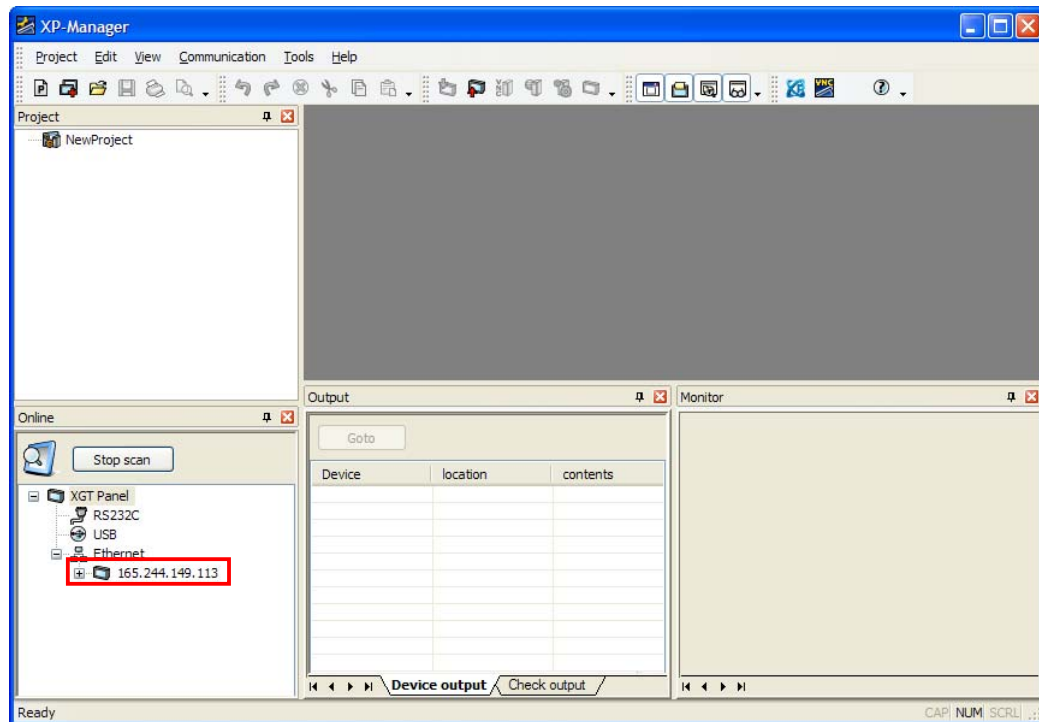 XP-Manager
Project Edit View Communication Tools Help
Project
NewProject
Output
Monitor
Online
Goto
Stop scan
Device location contents
XGT Panel
RS232C
USB
Ethernet
165.244.149.113
Device output Check output
Ready
CAP NUM SCRL